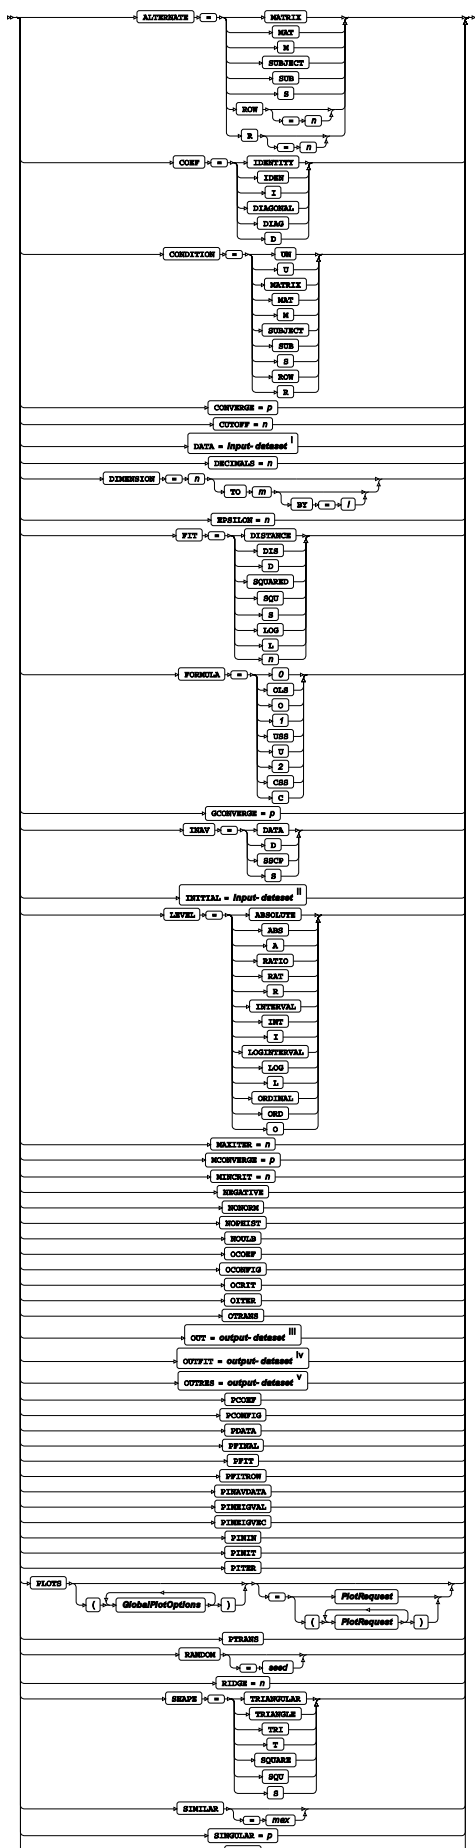 ALTERNATE = MATRIX
MAT
M
SUBJECT
SUB
S
ROW
= n
R
= n
COEF = IDENTITY
IDEN
I
DIAGONAL
DIAG
D
CONDITION = UN
U
MATRIX
MAT
M
SUBJECT
SUB
S
ROW
R
CONVERGE = p
CUTOFF = n
DATA = input- dataset I
DECIMALS = n
DIMENSION = n
TO m
BY = i
EPSILON = n
FIT = DISTANCE
DIS
D
SQUARED
SQU
S
LOG
L
n
FORMULA = 0
OLS
O
1
USS
U
2
CSS
C
GCONVERGE = p
INAV = DATA
D
SSCP
S
INITIAL = input- dataset II
LEVEL = ABSOLUTE
ABS
A
RATIO
RAT
R
INTERVAL
INT
I
LOGINTERVAL
LOG
L
ORDINAL
ORD
O
MAXITER = n
MCONVERGE = p
MINCRIT = n
NEGATIVE
NONORM
NOPHIST
NOULB
OCOEF
OCONFIG
OCRIT
OITER
OTRANS
OUT = output- dataset III
OUTFIT = output- dataset iv
OUTRES = output- dataset v
PCOEF
PCONFIG
PDATA
PFINAL
PFIT
PFITROW
PINAVDATA
PINEIGVAL
PINEIGVEC
PININ
PINIT
PITER
PLOTS = PlotRequest
( GlobalPlotOptions ) ( PlotRequest )
PTRANS
RANDOM
= seed
RIDGE = n
SHAPE = TRIANGULAR
TRIANGLE
TRI
T
SQUARE
SQU
S
SIMILAR
= max
SINGULAR = p